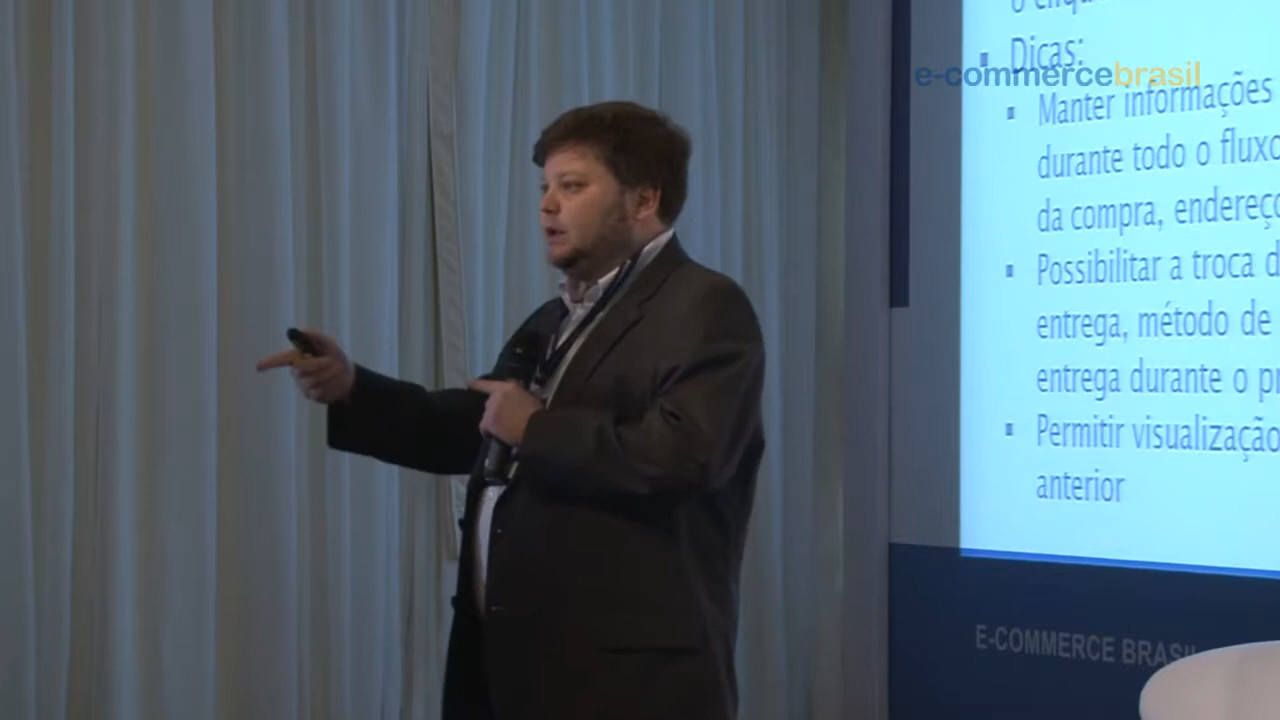 Dicas:
e-commercebrasil
Manter informações
durante todo o fluxo
da compra, endereço
Possibilitar a troca d
entrega, método de
entrega durante o p
Permitir visualização
anterior
E-COMMERCE BRASIL